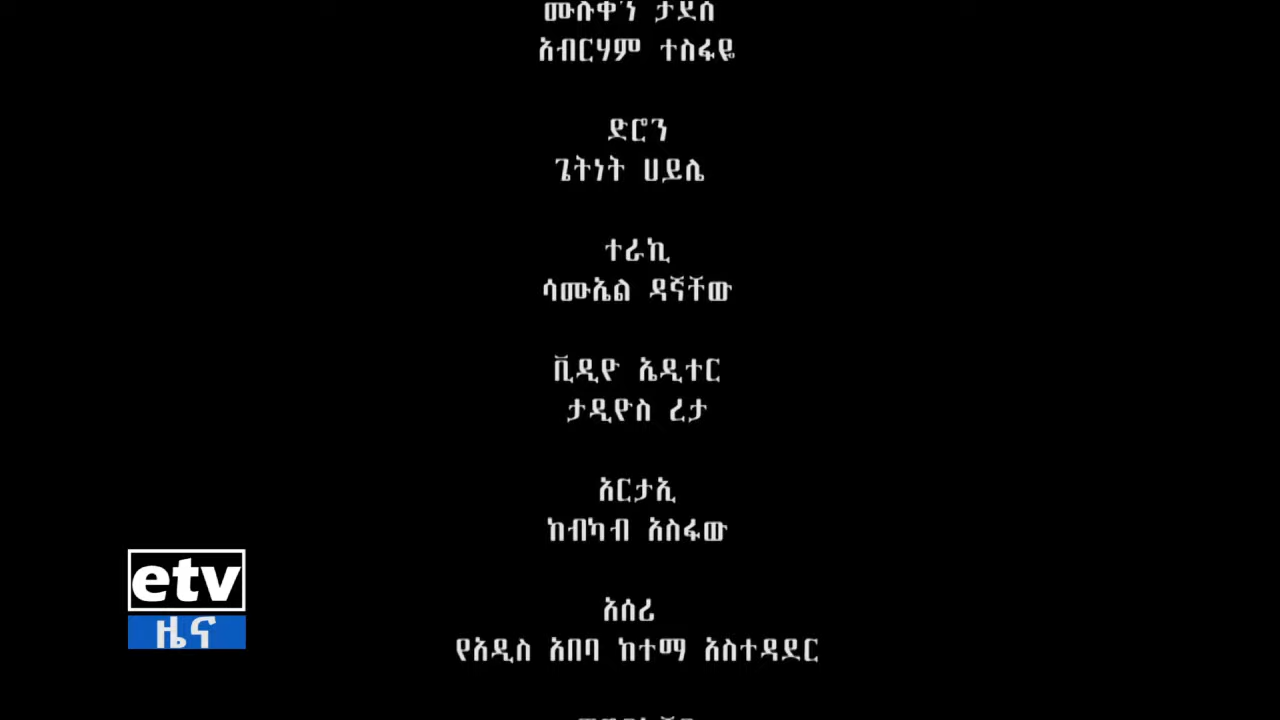 ሙሉዋን ታደሰ
አብርሃም ተስፋዬ
ድሮን
ጌትነት ሀይሌ
ተራኪ
ሳሙኤል ዳኛቸው
ቪዲዮ ኤዲተር
ታዲዮስ ረታ
አርታኢ
ከብካብ አስፋው
አሰሪ
የአዲስ አበባ ከተማ አስተዳደር
etv
ዜና